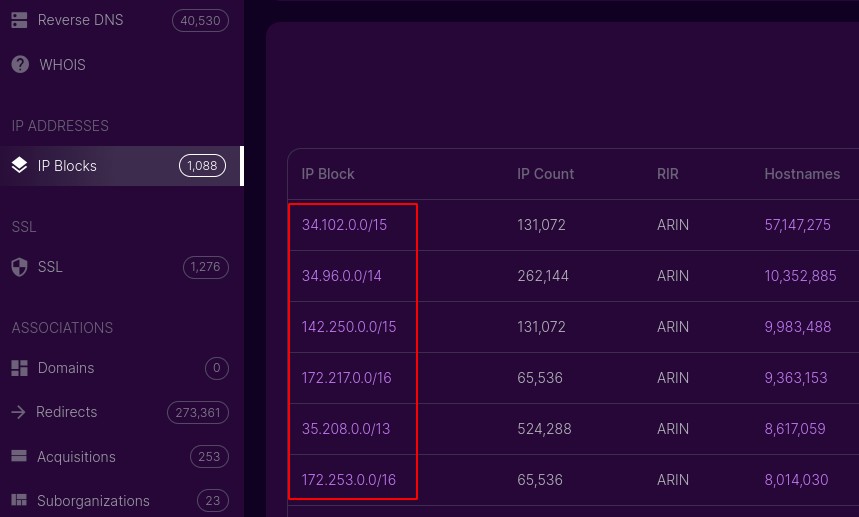 Reverse DNS 40,530
WHOIS
IP ADDRESSES
IP Blocks 1,088
SSL
SSL 1,276
ASSOCIATIONS
Domains 0
Redirects 273,361
Acquisitions 253
Suborganizations 23
IP Block IP Count RIR Hostnames
34.102.0.0/15 131,072 ARIN 57,147,275
34.96.0.0/14 262,144 ARIN 10,352,885
142.250.0.0/15 131,072 ARIN 9,983,488
172.217.0.0/16 65,536 ARIN 9,363,153
35.208.0.0/13 524,288 ARIN 8,617,059
172.253.0.0/16 65,536 ARIN 8,014,030